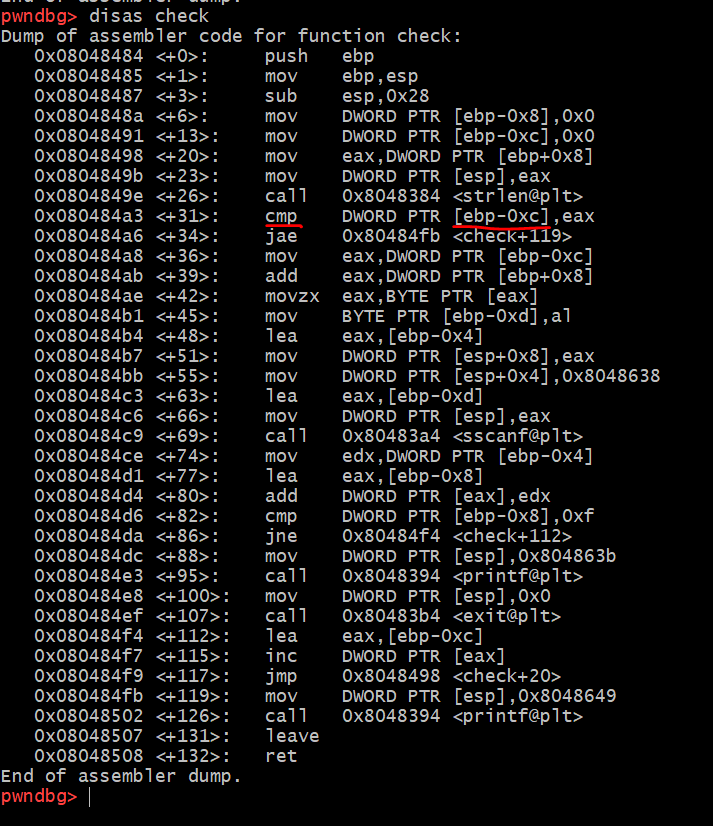 End of assembler dump.
pwndbg> disas check
Dump of assembler code for function check:
0x08048484 <+0>: push ebp
0x08048485 <+1>: mov ebp,esp
0x08048487 <+3>: sub esp,0x28
0x0804848a <+6>: mov DWORD PTR [ebp-0x8],0x0
0x08048491 <+13>: mov DWORD PTR [ebp-0xc],0x0
0x08048498 <+20>: mov eax,DWORD PTR [ebp+0x8]
0x0804849b <+23>: mov DWORD PTR [esp],eax
0x0804849e <+26>: call 0x8048384 <strlen@plt>
0x080484a3 <+31>: cmp DWORD PTR [ebp-0xc],eax
0x080484a6 <+34>: jae 0x80484fb <check+119>
0x080484a8 <+36>: mov eax,DWORD PTR [ebp-0xc]
0x080484ab <+39>: add eax,DWORD PTR [ebp+0x8]
0x080484ae <+42>: movzx eax,BYTE PTR [eax]
0x080484b1 <+45>: mov BYTE PTR [ebp-0xd],al
0x080484b4 <+48>: lea eax,[ebp-0x4]
0x080484b7 <+51>: mov DWORD PTR [esp+0x8],eax
0x080484bb <+55>: mov DWORD PTR [esp+0x4],0x8048638
0x080484c3 <+63>: lea eax,[ebp-0xd]
0x080484c6 <+66>: mov DWORD PTR [esp],eax
0x080484c9 <+69>: call 0x80483a4 <sscanf@plt>
0x080484ce <+74>: mov edx,DWORD PTR [ebp-0x4]
0x080484d1 <+77>: lea eax,[ebp-0x8]
0x080484d4 <+80>: add DWORD PTR [eax],edx
0x080484d6 <+82>: cmp DWORD PTR [ebp-0x8],0xf
0x080484da <+86>: jne 0x80484f4 <check+112>
0x080484dc <+88>: mov DWORD PTR [esp],0x804863b
0x080484e3 <+95>: call 0x8048394 <printf@plt>
0x080484e8 <+100>: mov DWORD PTR [esp],0x0
0x080484ef <+107>: call 0x80483b4 <exit@plt>
0x080484f4 <+112>: lea eax,[ebp-0xc]
0x080484f7 <+115>: inc DWORD PTR [eax]
0x080484f9 <+117>: jmp 0x8048498 <check+20>
0x080484fb <+119>: mov DWORD PTR [esp],0x8048649
0x08048502 <+126>: call 0x8048394 <printf@plt>
0x08048507 <+131>: leave
0x08048508 <+132>: ret
End of assembler dump.
pwndbg>